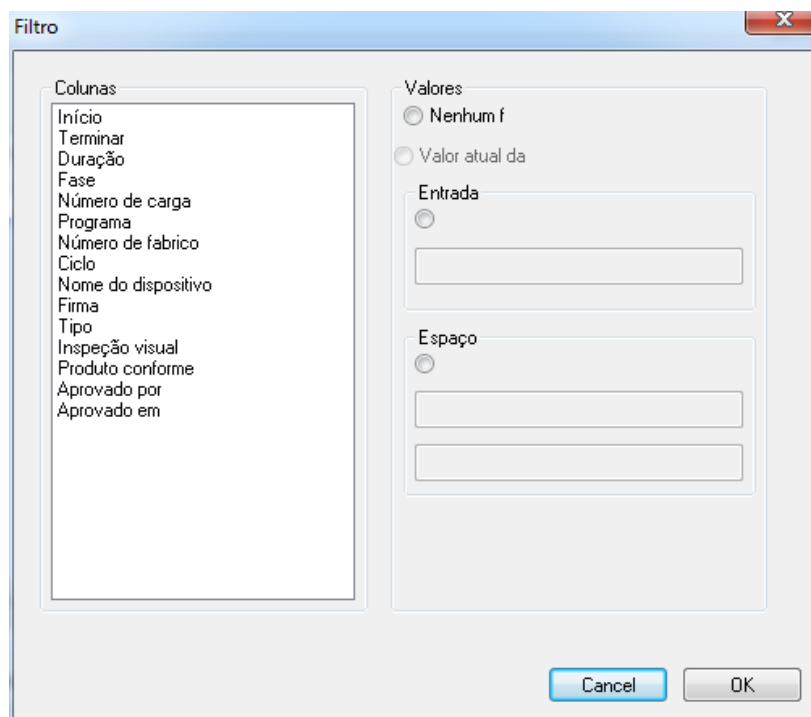 Filtro
Colunas
Início
Terminar
Duração
Fase
Número de carga
Programa
Número de fabrico
Ciclo
Nome do dispositivo
Firma
Tipo
Inspeção visual
Produto conforme
Aprovado por
Aprovado em
Valores
Nenhum f
Valor atual da
Entrada
Espaço
Cancel
OK